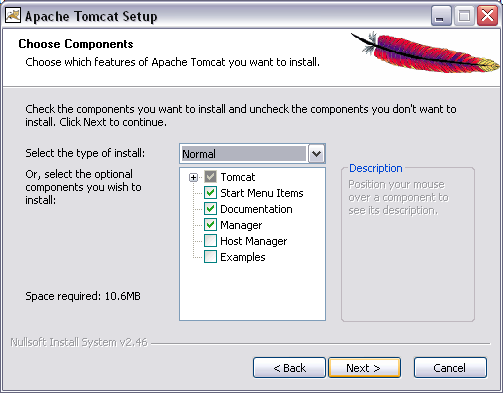 Apache Tomcat Setup
Choose Components
Choose which features of Apache Tomcat you want to install.
Check the components you want to install and uncheck the components you don't want to
install. Click Next to continue.
Select the type of install:
Normal
Or, select the optional
components you wish to
install:
Tomcat
Start Menu Items
Documentation
Manager
Host Manager
Examples
Description
Position your mouse
over a component to
see its description.
Space required: 10.6MB
Nullsoft Install System v2.46
< Back
Next >
Cancel